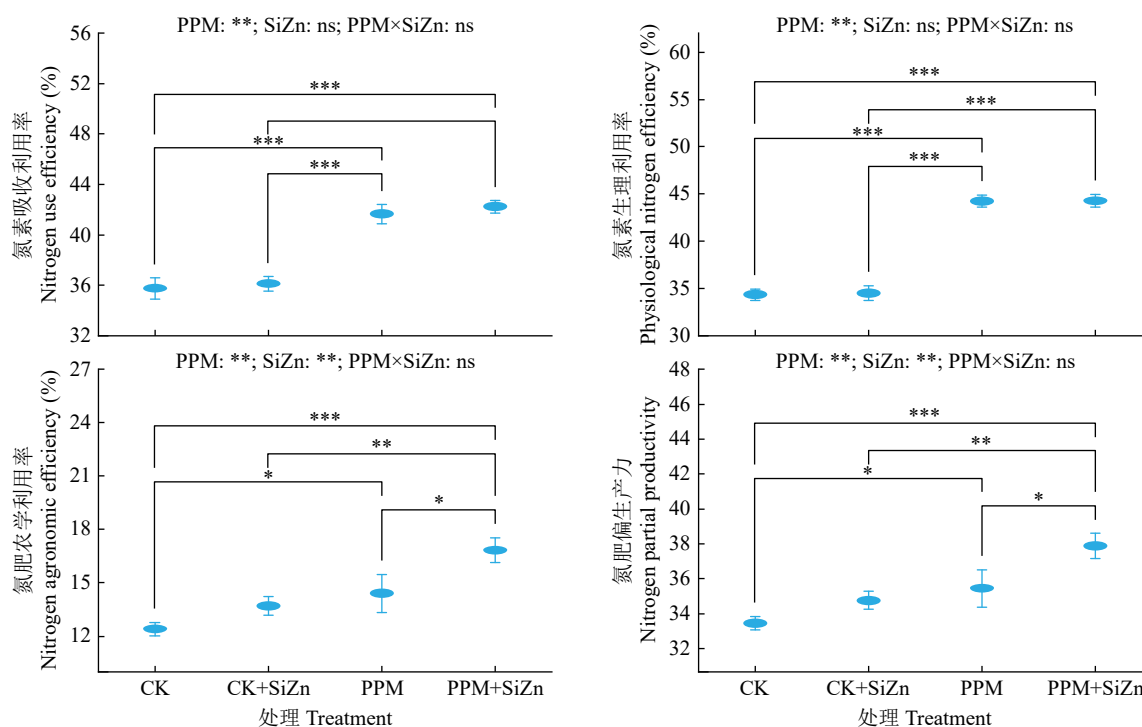 PPM: **; SiZn: ns; PPM×SiZn: ns
氮素吸收利用率
Nitrogen use efficiency (%)
56
52
48
44
40
36
32
***
***
***
PPM: **; SiZn: ns; PPM×SiZn: ns
氮素生理利用率
Physiological nitrogen efficiency (%)
60
55
50
45
40
35
30
***
***
***
***
PPM: **; SiZn: **; PPM×SiZn: ns
氮肥农学利用率
Nitrogen agronomic efficiency (%)
27
24
21
18
15
12
***
**
*
*
CK
CK+SiZn
PPM
PPM+SiZn
处理 Treatment
PPM: **; SiZn: **; PPM×SiZn: ns
氮肥偏生产力
Nitrogen partial productivity
48
46
44
42
40
38
36
34
32
***
**
*
*
CK
CK+SiZn
PPM
PPM+SiZn
处理 Treatment